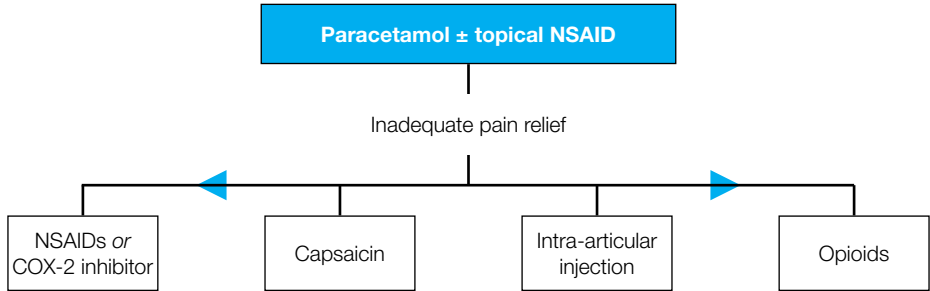 Paracetamol ± topical NSAID
Inadequate pain relief
NSAIDs or
COX-2 inhibitor
Capsaicin
Intra-articular
injection
Opioids